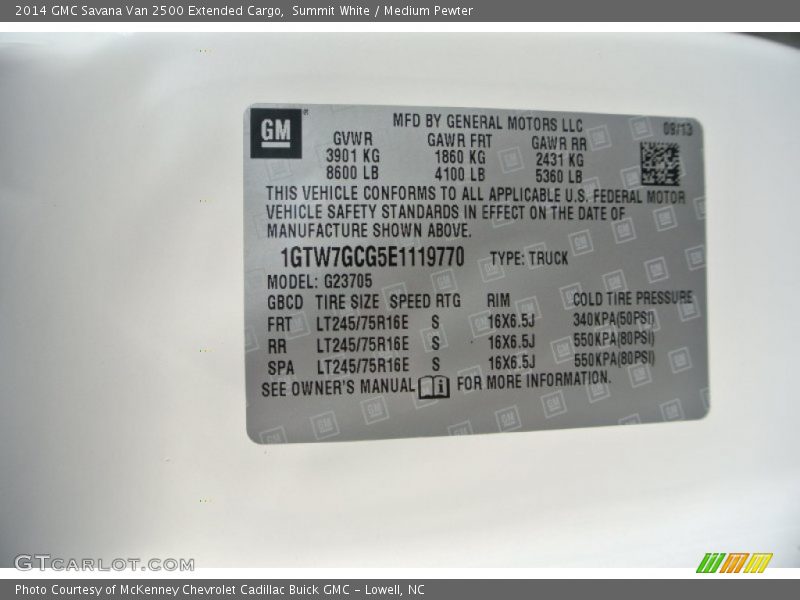 2014 GMC Savana Van 2500 Extended Cargo,  Summit White / Medium Pewter
GM
MFD BY GENERAL MOTORS LLC 09/13
GVWR GAWR FRT GAWR RR
3901 KG 1860 KG 2431 KG
8600 LB 4100 LB 5360 LB
THIS VEHICLE CONFORMS TO ALL APPLICABLE U.S. FEDERAL MOTOR
VEHICLE SAFETY STANDARDS IN EFFECT ON THE DATE OF
MANUFACTURE SHOWN ABOVE.
1GTW7GCG5E1119770 TYPE: TRUCK
MODEL: G23705
GBCD TIRE SIZE SPEED RTG RIM COLD TIRE PRESSURE
FRT LT245/75R16E S 16X6.5J 340KPA(50PSI)
RR LT245/75R16E S 16X6.5J 550KPA(80PSI)
SPA LT245/75R16E S 16X6.5J 550KPA(80PSI)
SEE OWNER'S MANUAL FOR MORE INFORMATION.
GTCARLOT.COM
Photo Courtesy of McKenney Chevrolet Cadillac Buick GMC – Lowell, NC